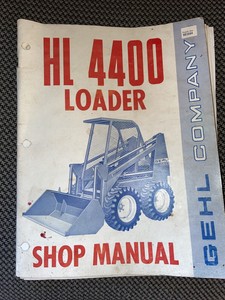 HL 4400
LOADER
SHOP MANUAL
GEHL COMPANY